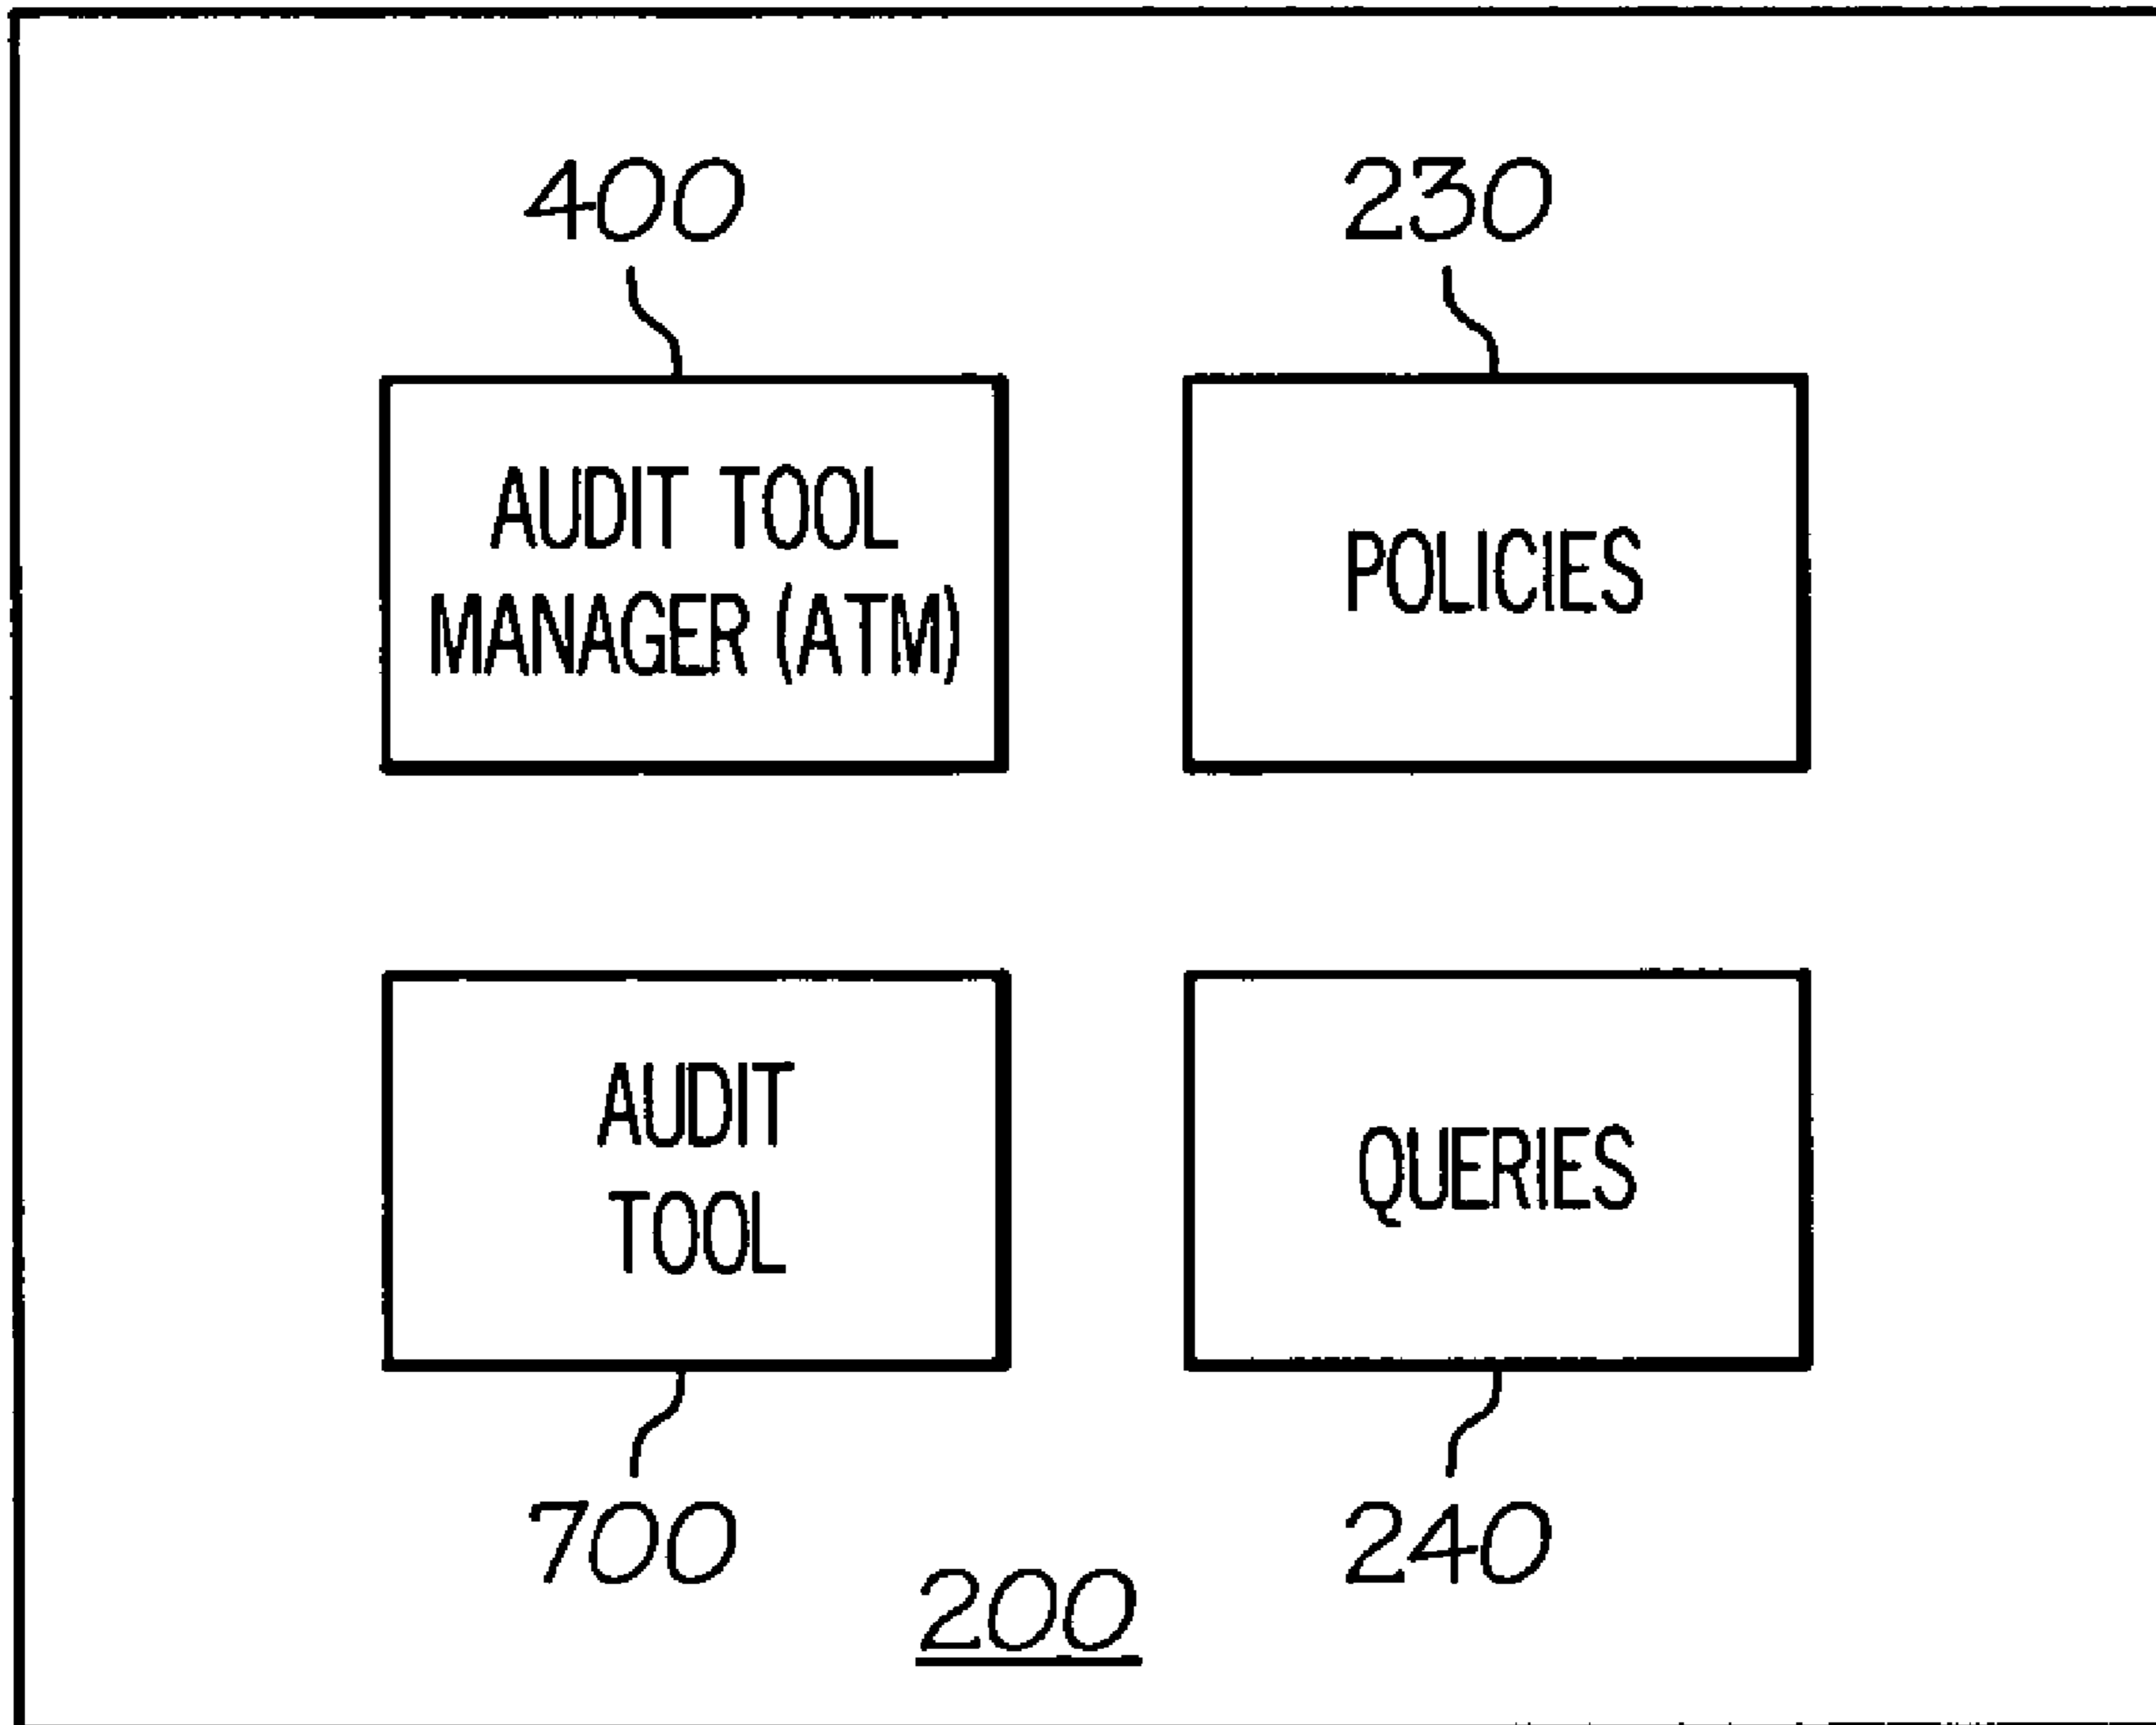 400
230
AUDIT TOOL
MANAGER (ATM)
POLICIES
AUDIT
TOOL
QUERIES
700
240
200